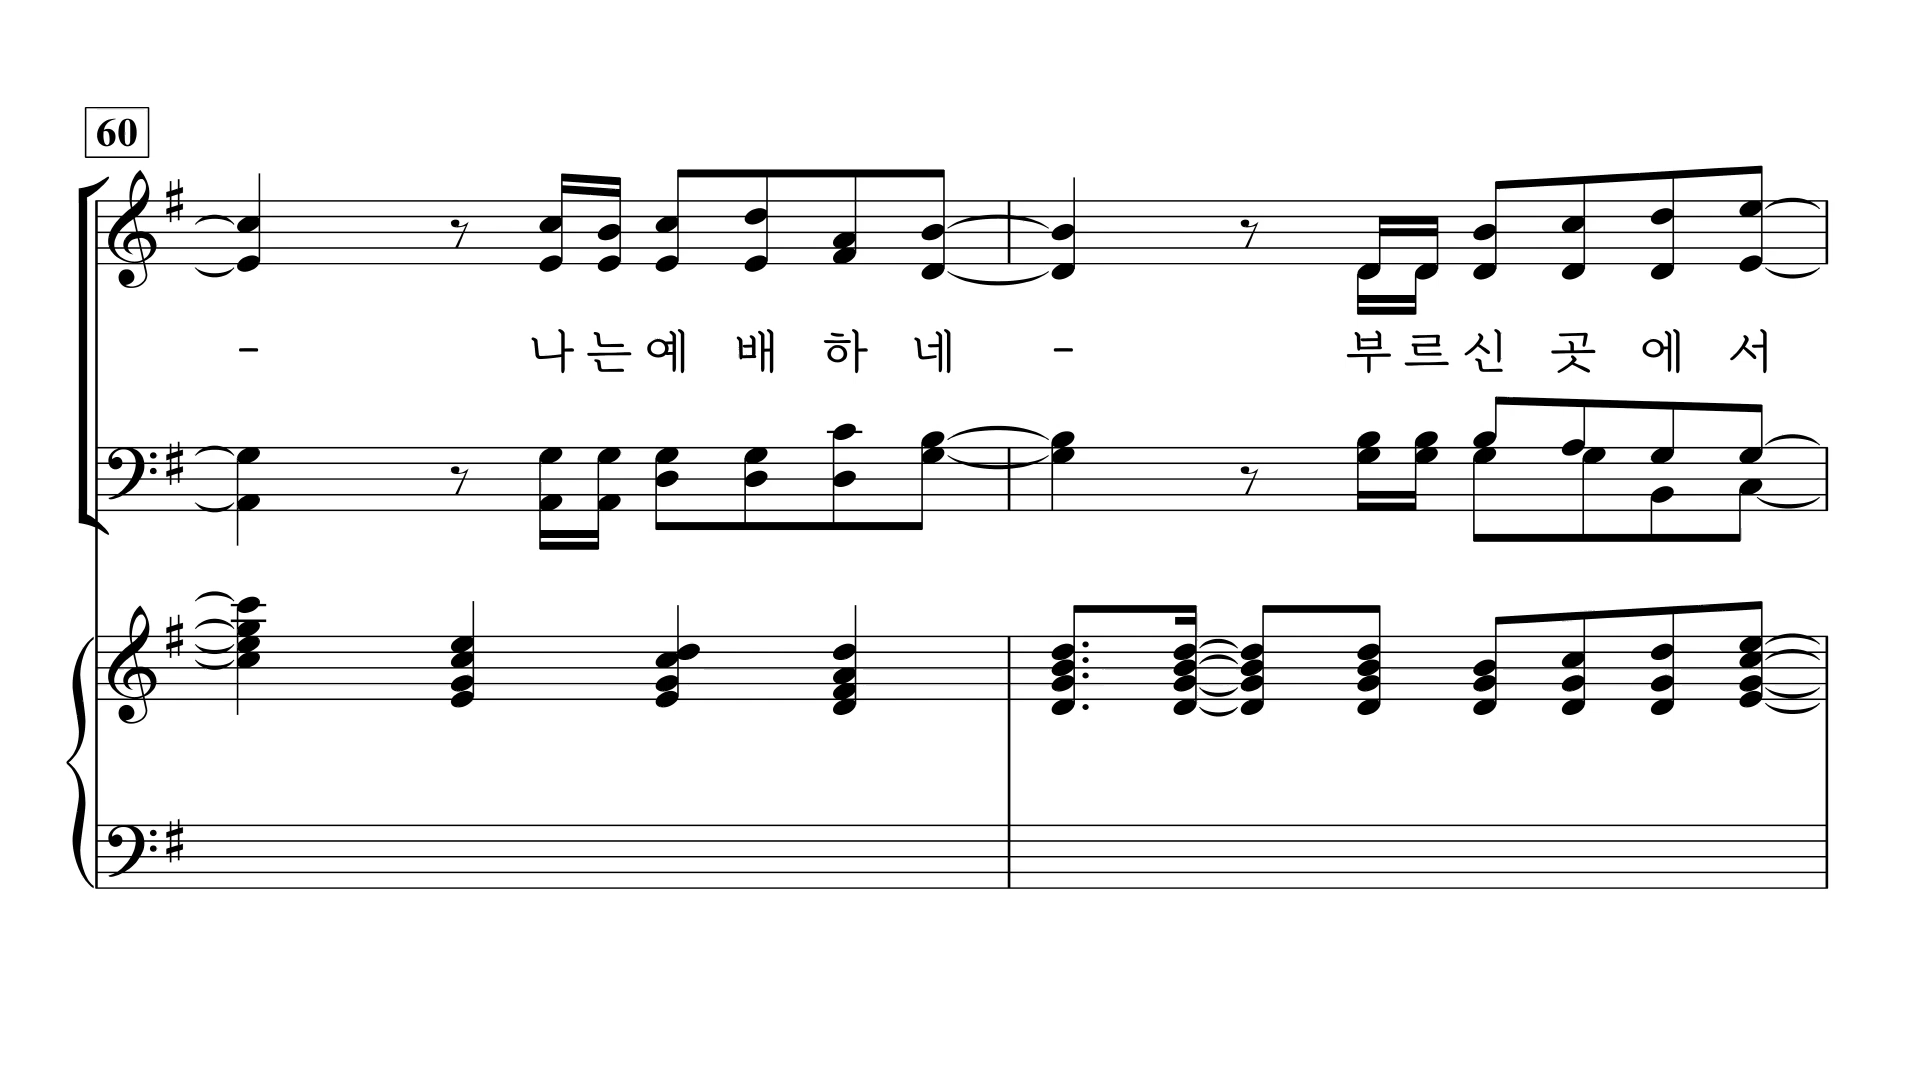 60
- 나 는 예 배 하 네 - 부 르 신 곳 에 서